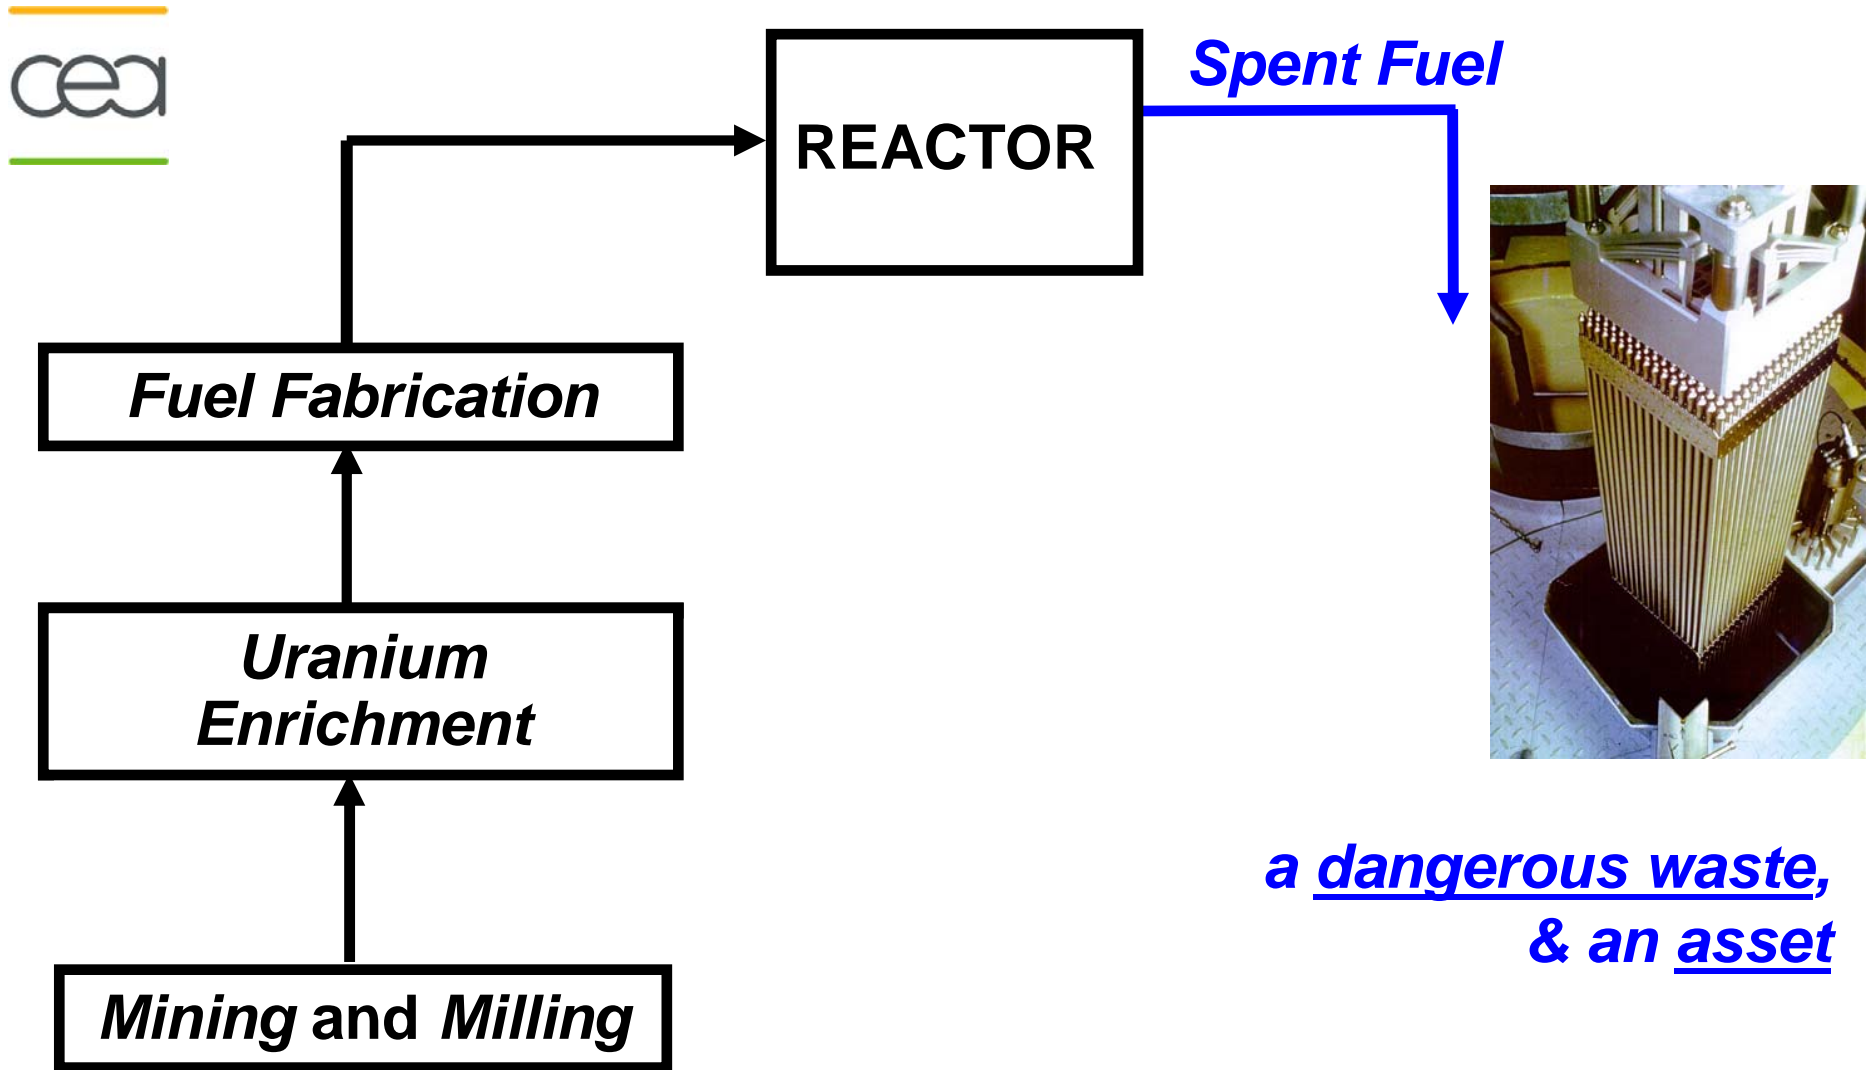 cea
REACTOR
Spent Fuel
Fuel Fabrication
Uranium
Enrichment
Mining and Milling
a dangerous waste,
& an asset